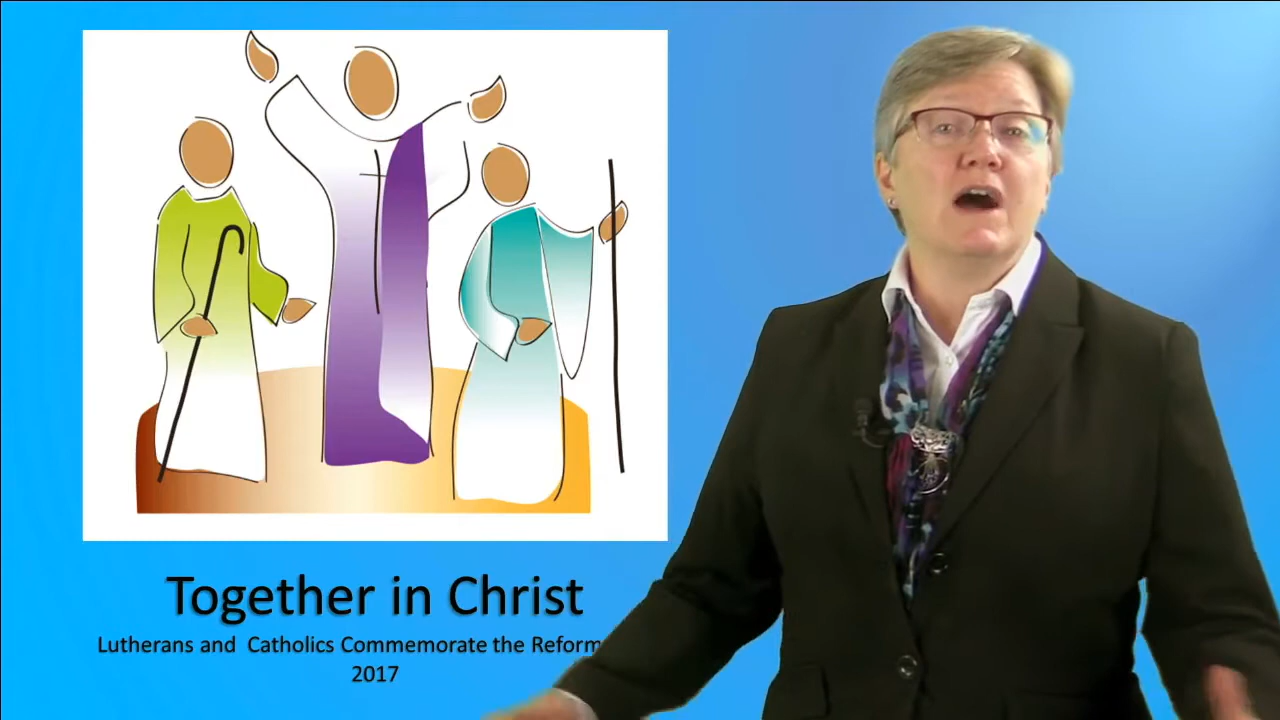 Together in Christ
Lutherans and Catholics Commemorate the Reform
2017